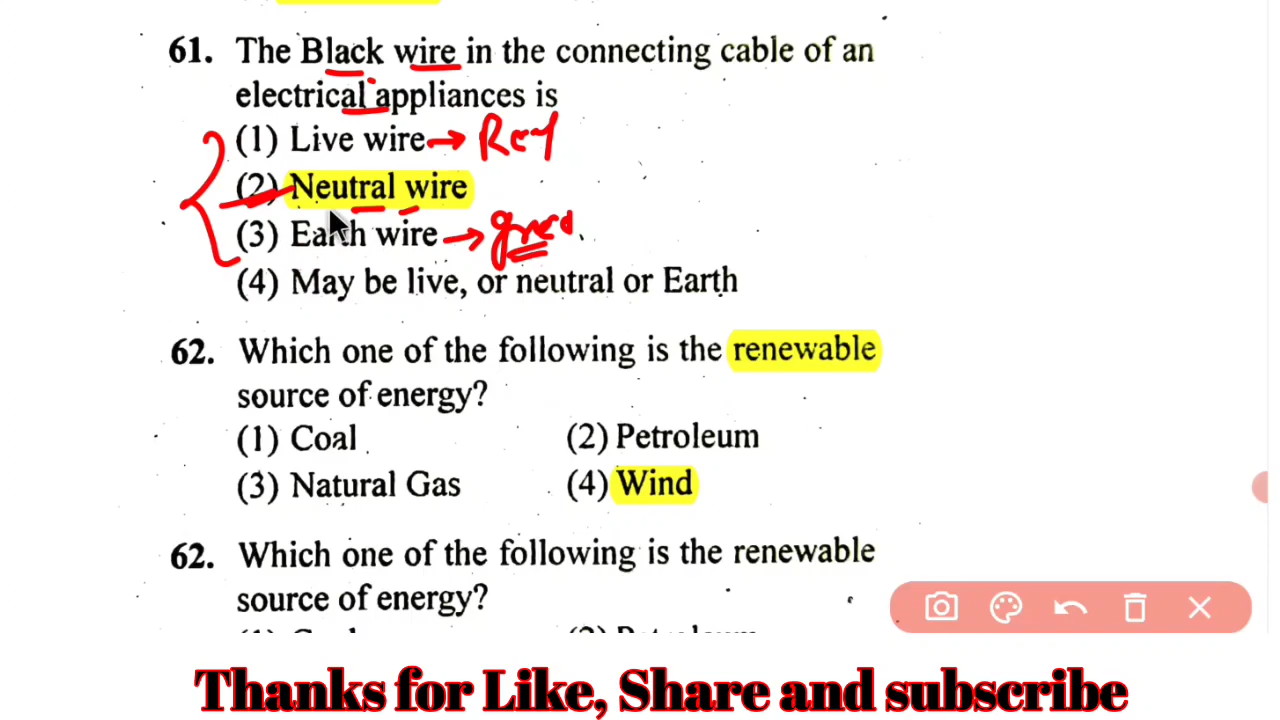 61. The Black wire in the connecting cable of an
electrical appliances is
(1) Live wire → Red
(2) Neutral wire
(3) Earth wire →
(4) May be live, or neutral or Earth
62. Which one of the following is the renewable
source of energy?
(1) Coal (2) Petroleum
(3) Natural Gas (4) Wind
62. Which one of the following is the renewable
source of energy?
Thanks for Like, Share and subscribe